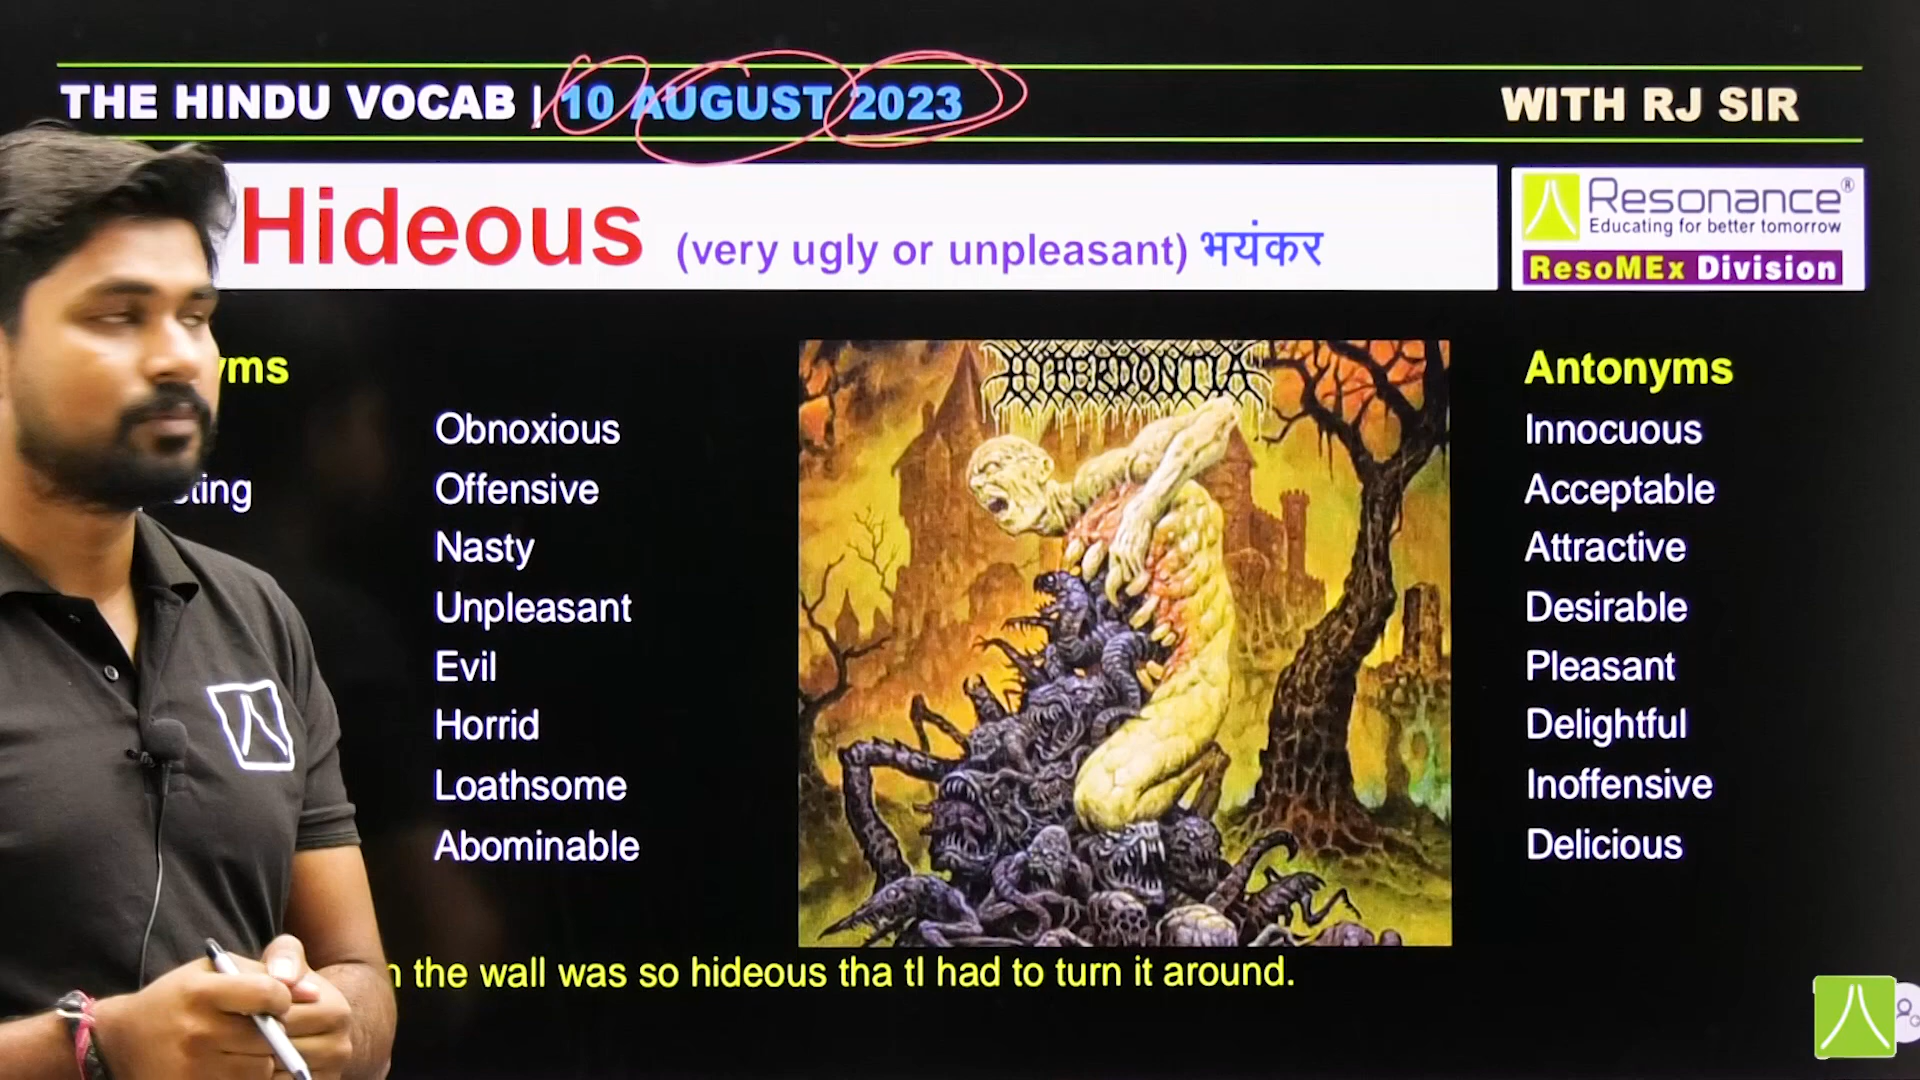 THE HINDU VOCAB | 10 AUGUST 2023
WITH RJ SIR
Hideous (very ugly or unpleasant) भयंकर
Resonance®
Educating for better tomorrow
ResoMEx Division
Obnoxious
Offensive
Nasty
Unpleasant
Evil
Horrid
Loathsome
Abominable
HYPERDONTIA
Antonyms
Innocuous
Acceptable
Attractive
Desirable
Pleasant
Delightful
Inoffensive
Delicious
the wall was so hideous tha tI had to turn it around.